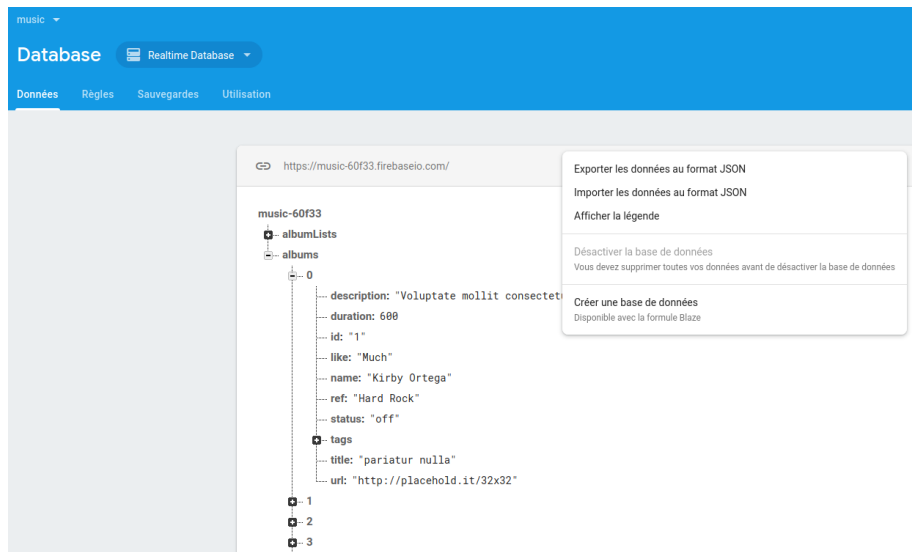 music
Database
Realtime Database
Données Règles Sauvegardes Utilisation
https://music-60f33.firebaseio.com/
Exporter les données au format JSON
Importer les données au format JSON
Afficher la légende
Désactiver la base de données
Vous devez supprimer toutes vos données avant de désactiver la base de données
Créer une base de données
Disponible avec la formule Blaze
music-60f33
albumLists
albums
0
description: "Voluptate mollit consectetu
duration: 600
id: "1"
like: "Much"
name: "Kirby Ortega"
ref: "Hard Rock"
status: "off"
tags
title: "pariatur nulla"
url: "http://placehold.it/32x32"
1
2
3